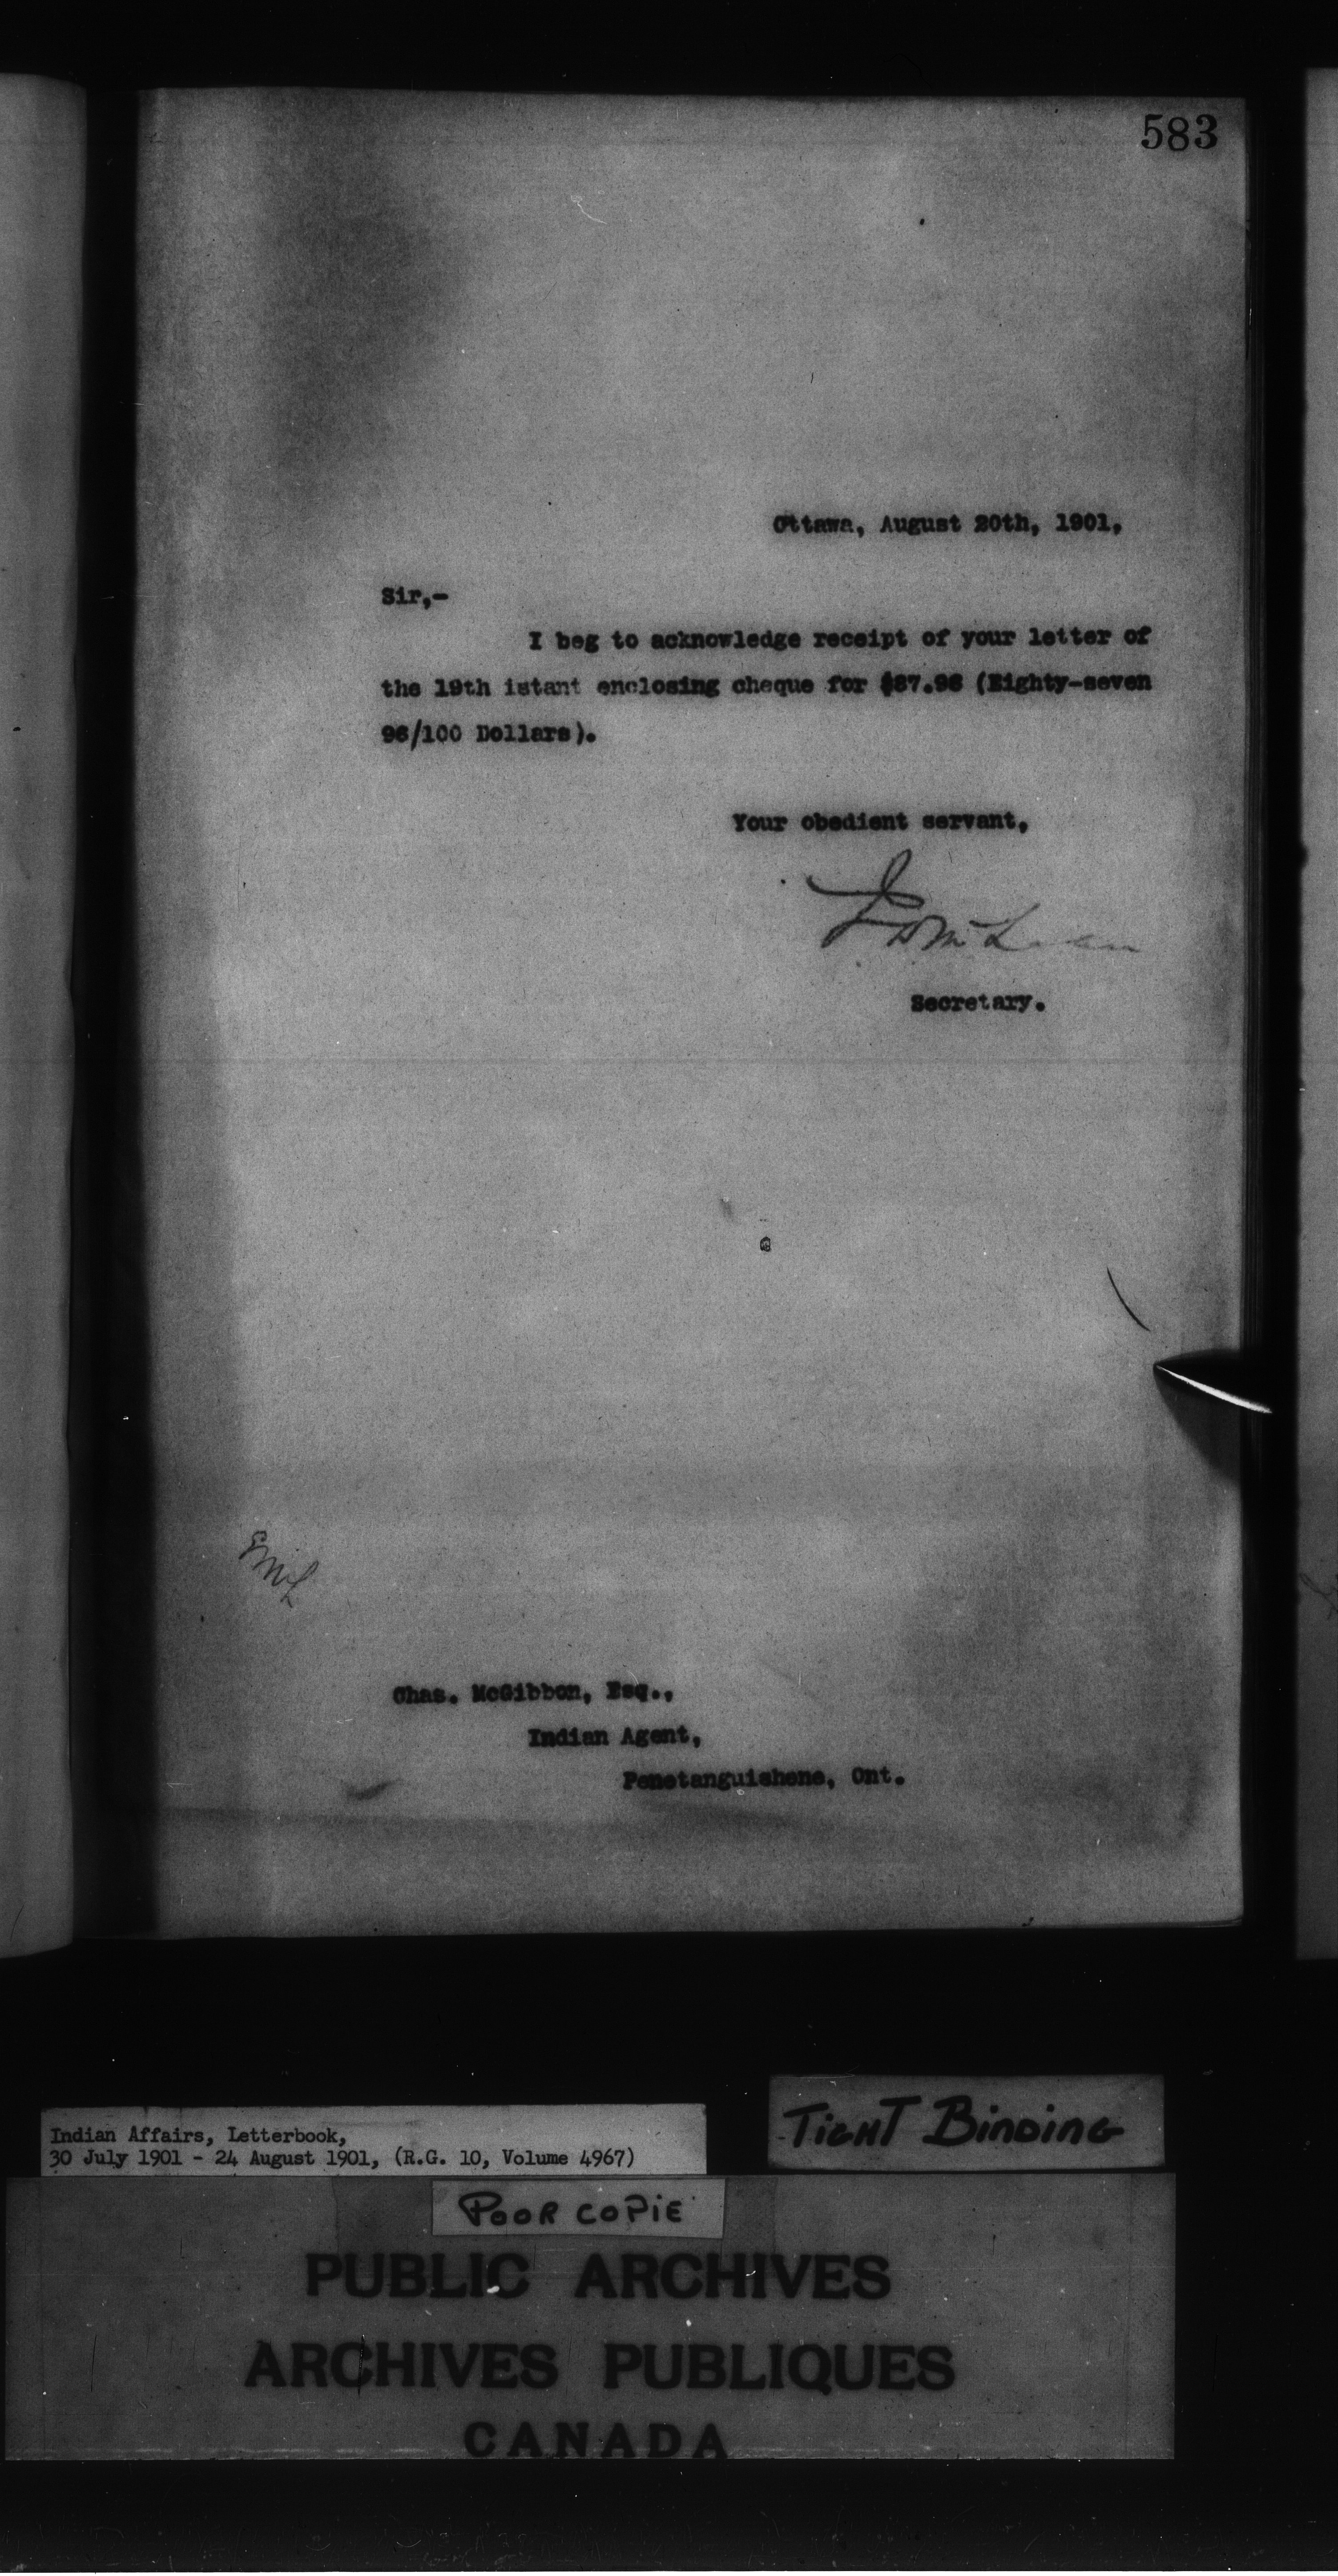 583
Ottawa, August 20th, 1901,
Sir,-
I beg to acknowledge receipt of your letter of
the 19th istant enclosing cheque for $87.96 (Eighty-seven
96/100 Dollars).
Your obedient servant,
J D McLean
Secretary.
Chas. McGibbon, Esq.,
Indian Agent,
Penetanguishene, Ont.
TIGHT BINDING
Indian Affairs, Letterbook,
30 July 1901 - 24 August 1901, (R.G. 10, Volume 4967)
POOR COPIE
PUBLIC ARCHIVES
ARCHIVES PUBLIQUES
CANADA